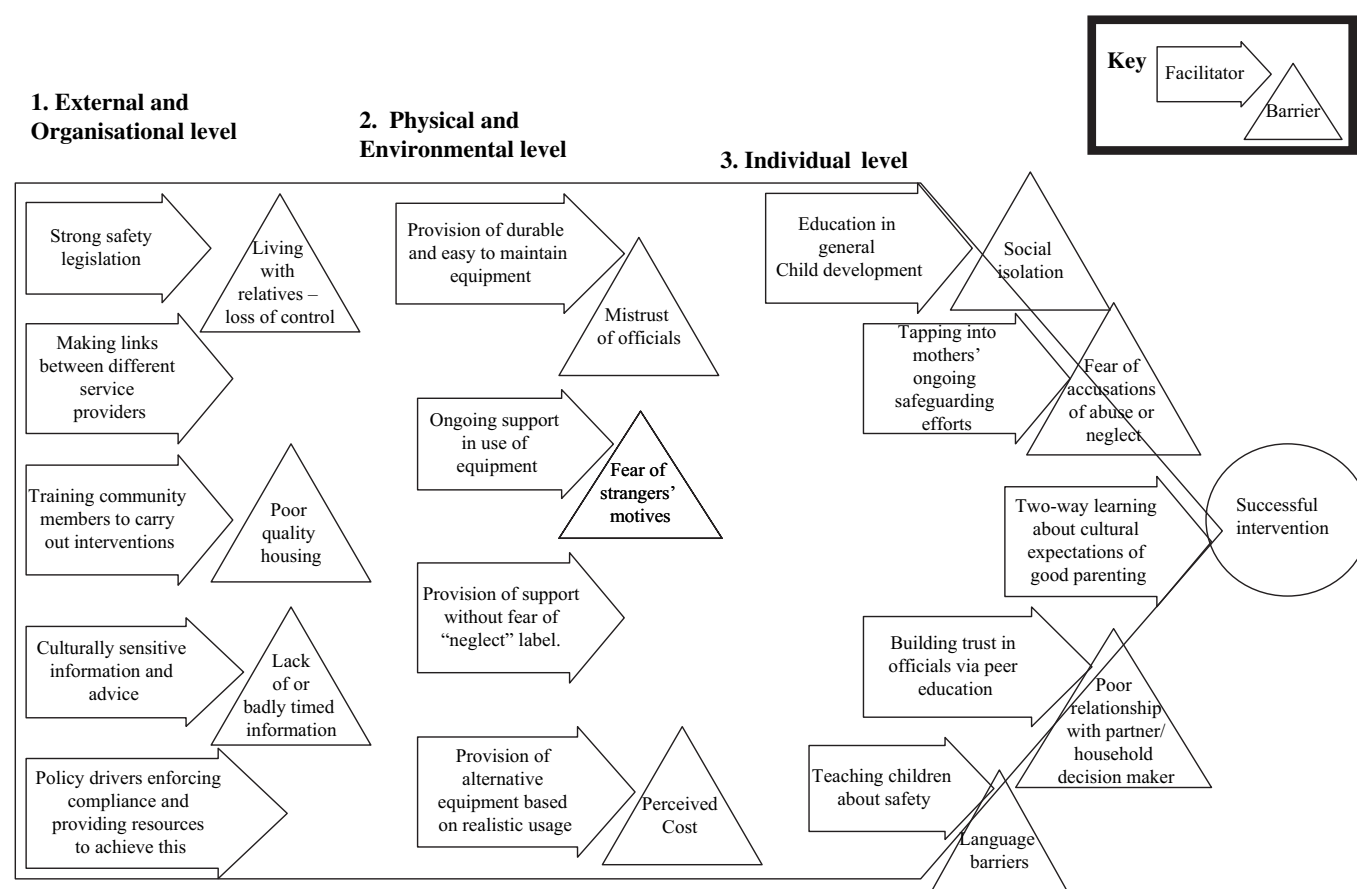 Key
Facilitator
Barrier
1. External and
Organisational level
2. Physical and
Environmental level
3. Individual level
Strong safety
legislation
Living
with
relatives –
loss of control
Making links
between different
service
providers
Training community
members to carry
out interventions
Poor
quality
housing
Culturally sensitive
information and
advice
Lack
of or
badly timed
information
Policy drivers enforcing
compliance and
providing resources
to achieve this
Provision of durable
and easy to maintain
equipment
Mistrust
of officials
Ongoing support
in use of
equipment
Fear of
strangers’
motives
Provision of support
without fear of
“neglect” label.
Provision of
alternative
equipment based
on realistic usage
Perceived
Cost
Education in
general
Child development
Social
isolation
Tapping into
mothers’
ongoing
safeguarding
efforts
Fear of
accusations
of abuse or
neglect
Two-way learning
about cultural
expectations of
good parenting
Building trust in
officials via peer
education
Poor
relationship
with partner/
household
decision maker
Teaching children
about safety
Language
barriers
Successful
intervention